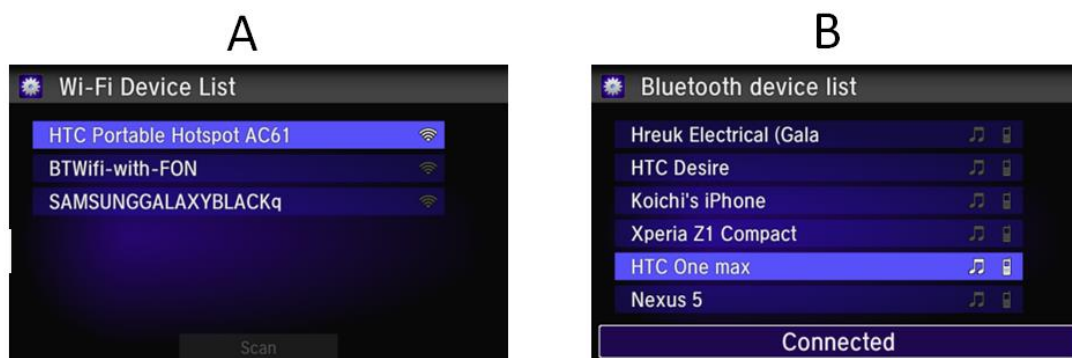 A
B
Wi-Fi Device List
HTC Portable Hotspot AC61
BTWifi-with-FON
SAMSUNGGALAXYBLACKq
Scan
Bluetooth device list
Hreuk Electrical (Gala
HTC Desire
Koichi's iPhone
Xperia Z1 Compact
HTC One max
Nexus 5
Connected